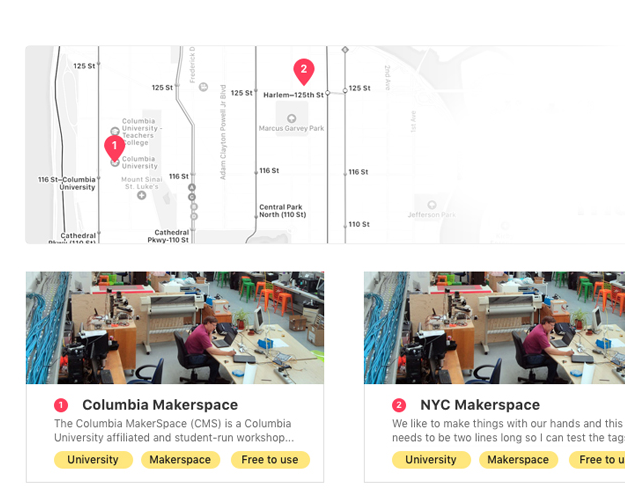 125 St
Frederick D
2nd Ave
2
125 St
125 St
Harlem–125th St
125 St
Adam Clayton Powell Jr Blvd
1st Ave
Columbia
University -
Teachers
College
Marcus Garvey Park
1
Columbia
University
116 St–Columbia
University
Mount Sinai
St. Luke's
116 St
116 St
116 St
A
C
B
D
Central Park
North (110 St)
Jefferson Park
110 St
Cathedral
Pkwy (110 St)
Cathedral
Pkwy-110 St
1 Columbia Makerspace
The Columbia MakerSpace (CMS) is a Columbia
University affiliated and student-run workshop...
University Makerspace Free to use
2 NYC Makerspace
We like to make things with our hands and this
needs to be two lines long so I can test the tag
University Makerspace Free to u